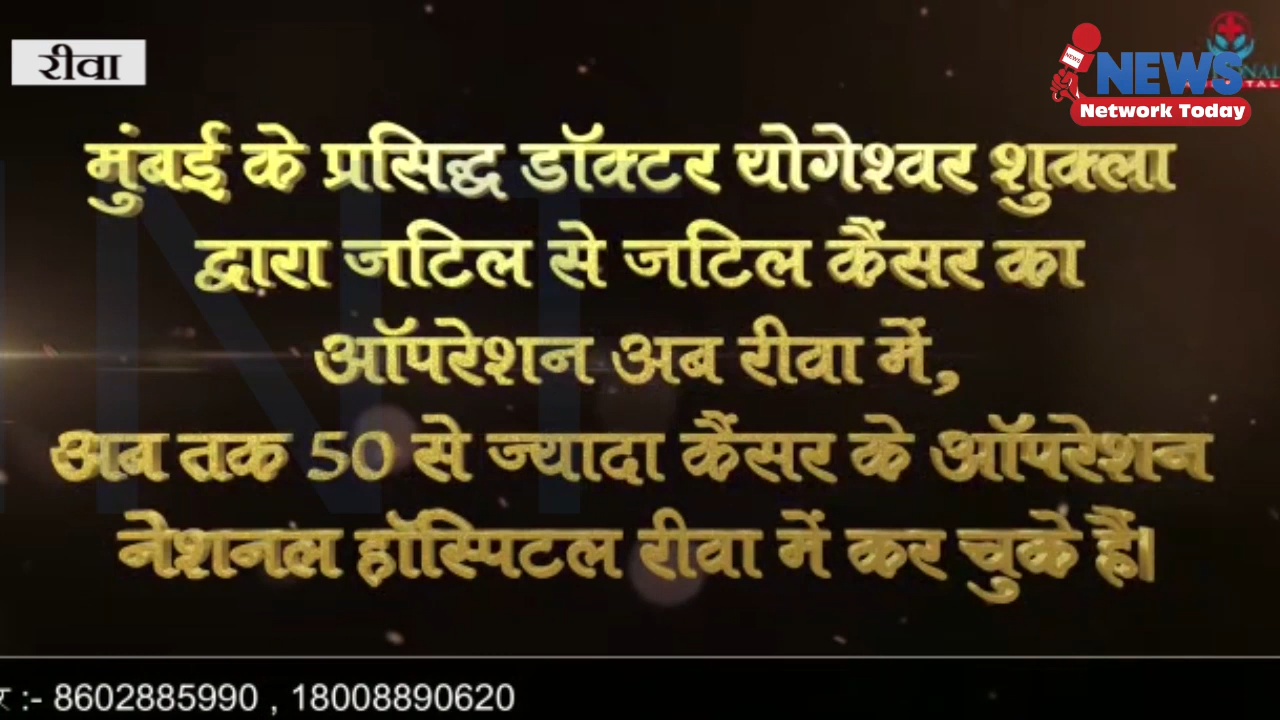 रीवा
NEWS
Network Today
मुंबई के प्रसिद्ध डॉक्टर योगेश्वर शुक्ला
द्वारा जटिल से जटिल कैंसर का
ऑपरेशन अब रीवा में,
अब तक 50 से ज्यादा कैंसर के ऑपरेशन
नेशनल हॉस्पिटल रीवा में कर चुके हैं।
:- 8602885990 , 18008890620